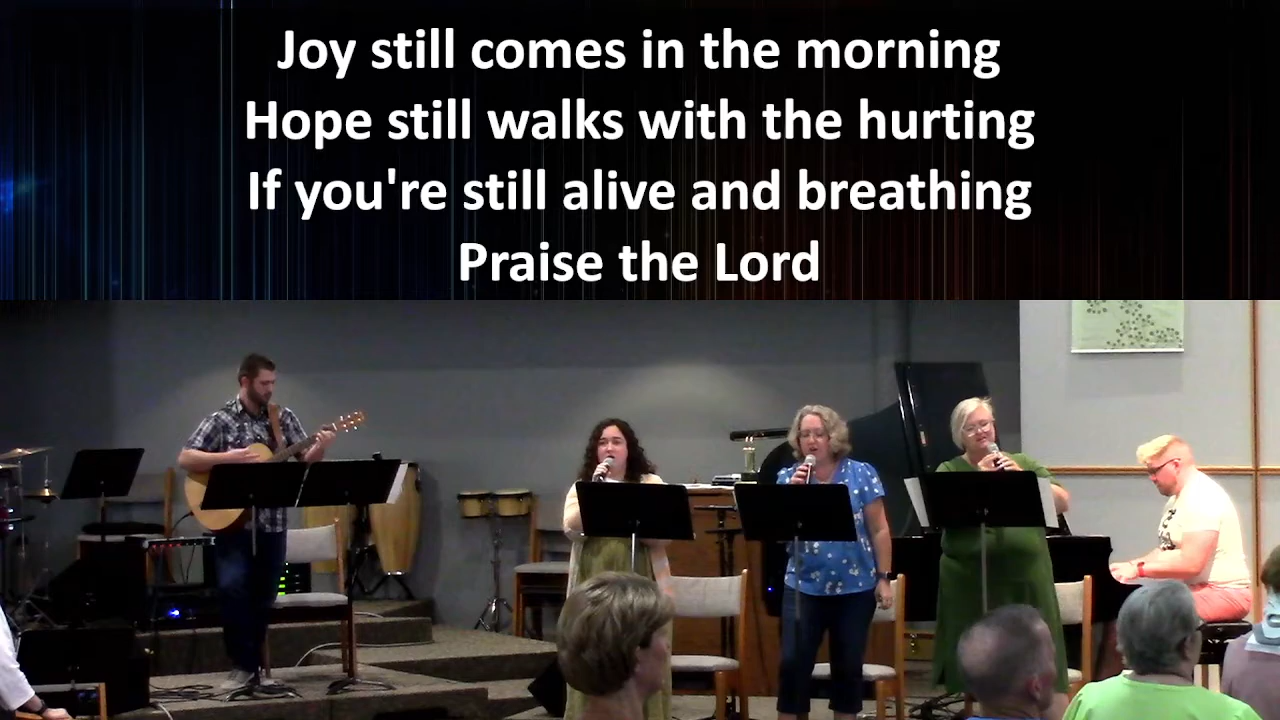 Joy still comes in the morning
Hope still walks with the hurting
If you're still alive and breathing
Praise the Lord